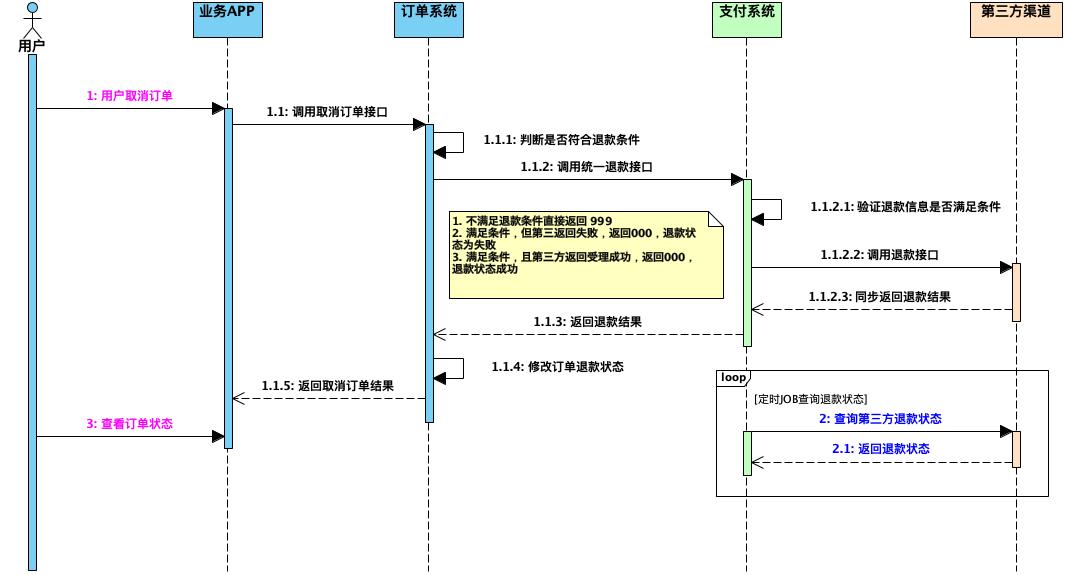 业务APP
订单系统
支付系统
第三方渠道
用户
1: 用户取消订单
1.1: 调用取消订单接口
1.1.1: 判断是否符合退款条件
1.1.2: 调用统一退款接口
1.1.2.1: 验证退款信息是否满足条件
1. 不满足退款条件直接返回 999
2. 满足条件，但第三返回失败，返回000，退款状
态为失败
3. 满足条件，且第三方返回受理成功，返回000，
退款状态成功
1.1.2.2: 调用退款接口
1.1.2.3: 同步返回退款结果
1.1.3: 返回退款结果
1.1.4: 修改订单退款状态
1.1.5: 返回取消订单结果
loop
[定时JOB查询退款状态]
2: 查询第三方退款状态
3: 查看订单状态
2.1: 返回退款状态